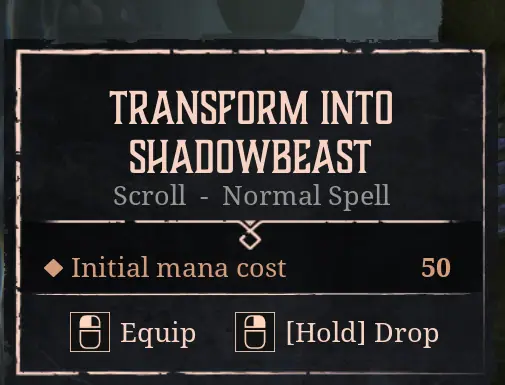 TRANSFORM INTO
SHADOWBEAST
Scroll - Normal Spell
Initial mana cost 50
Equip [Hold] Drop